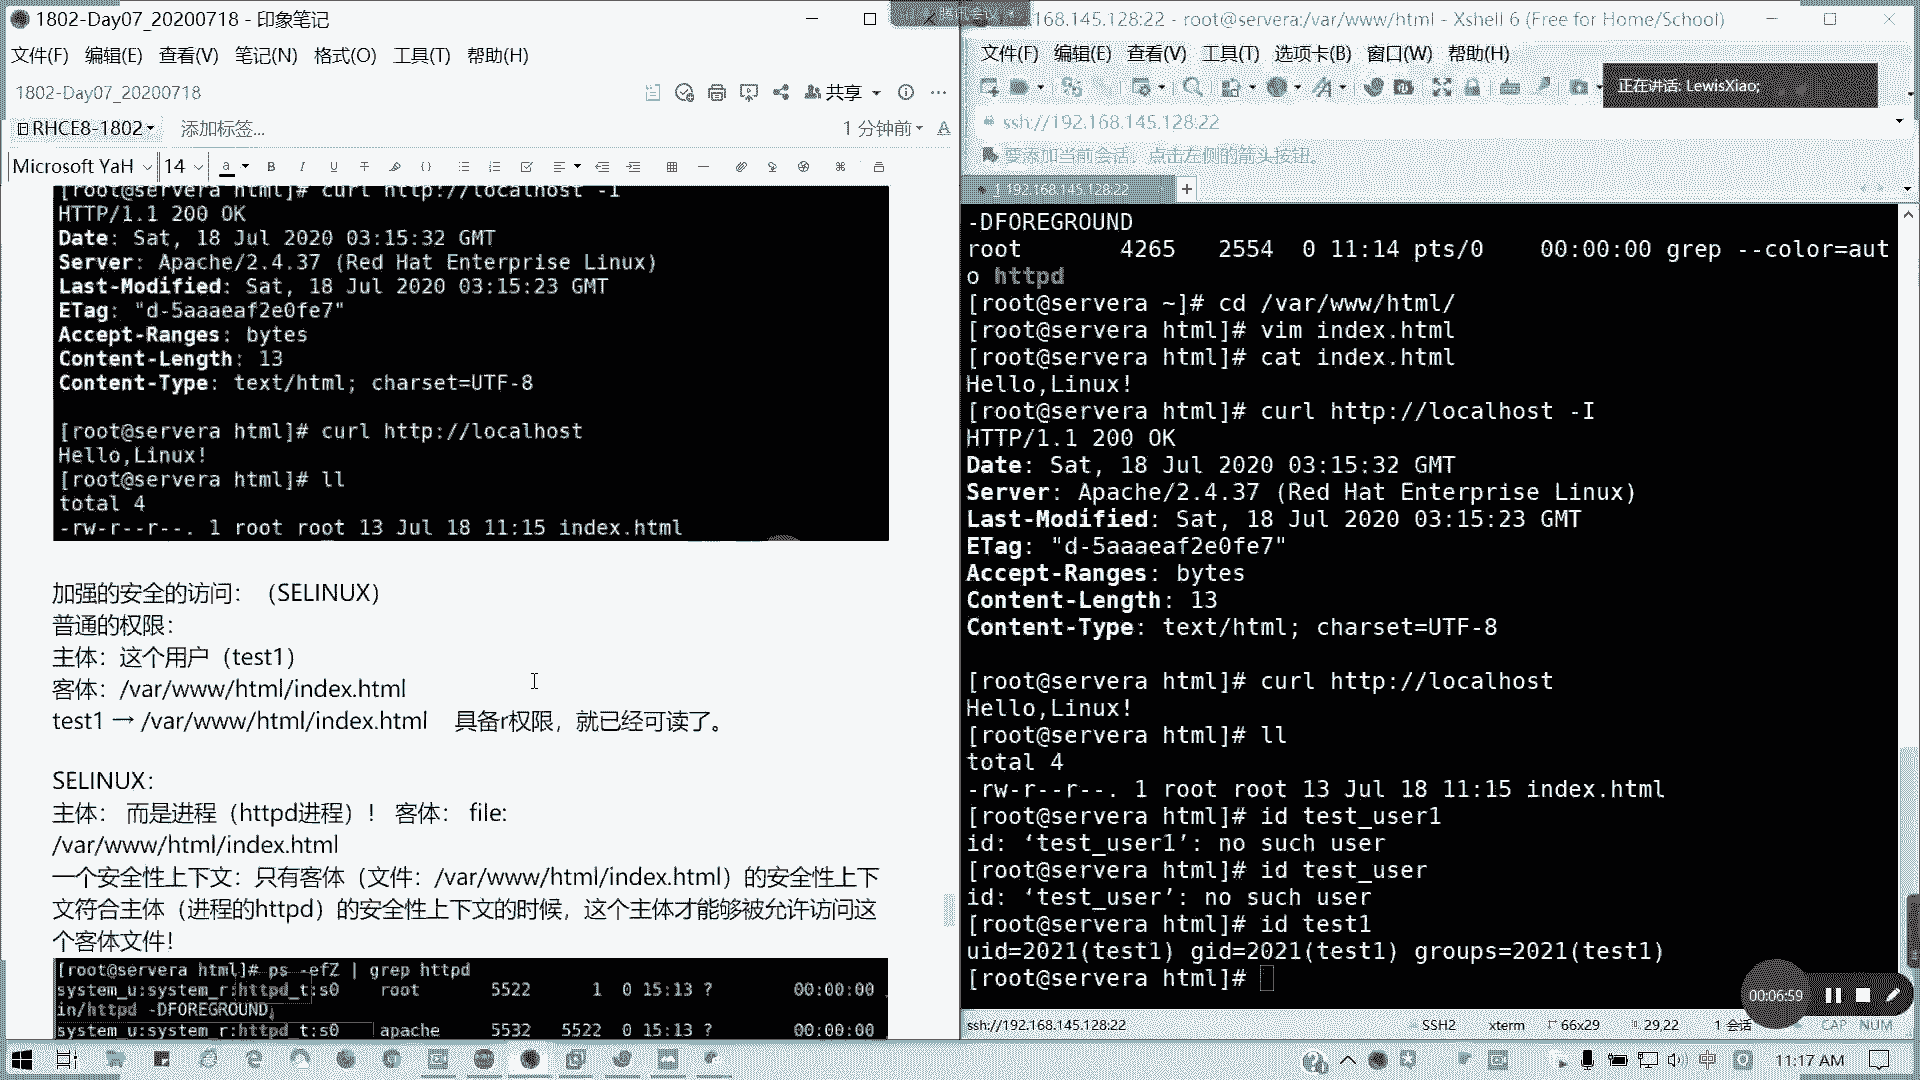 1802-Day07_20200718 - 印象笔记
文件(F) 编辑(E) 查看(V) 笔记(N) 格式(O) 工具(T) 帮助(H)
1802-Day07_20200718
共享
RHCE8-1802
添加标签...
1 分钟前
Microsoft YaH 14
[root@servera html]# curl http://localhost -I
HTTP/1.1 200 OK
Date: Sat, 18 Jul 2020 03:15:32 GMT
Server: Apache/2.4.37 (Red Hat Enterprise Linux)
Last-Modified: Sat, 18 Jul 2020 03:15:23 GMT
ETag: "d-5aaaeaf2e0fe7"
Accept-Ranges: bytes
Content-Length: 13
Content-Type: text/html; charset=UTF-8
[root@servera html]# curl http://localhost
Hello,Linux!
[root@servera html]# ll
total 4
-rw-r--r--. 1 root root 13 Jul 18 11:15 index.html
加强的安全的访问：（SELINUX）
普通的权限：
主体：这个用户（test1）
客体：/var/www/html/index.html
test1 → /var/www/html/index.html 具备r权限，就已经可读了。
SELINUX：
主体： 而是进程（httpd进程）！ 客体： file:
/var/www/html/index.html
一个安全性上下文：只有客体（文件：/var/www/html/index.html）的安全性上下
文符合主体（进程的httpd）的安全性上下文的时候，这个主体才能够被允许访问这
个客体文件！
[root@servera html]# ps -efZ | grep httpd
system_u:system_r:httpd_t:s0 root 5522 1 0 15:13 ? 00:00:00
in/httpd -DFOREGROUND
system_u:system_r:httpd_t:s0 apache 5532 5522 0 15:13 ? 00:00:00
168.145.128:22 - root@servera:/var/www/html - Xshell 6 (Free for Home/School)
文件(F) 编辑(E) 查看(V) 工具(T) 选项卡(B) 窗口(W) 帮助(H)
正在讲话: LewisXiao;
ssh://192.168.145.128:22
要添加当前会话，点击左侧的箭头按钮。
1 192.168.145.128:22
-DFOREGROUND
root 4265 2554 0 11:14 pts/0 00:00:00 grep --color=aut
o httpd
[root@servera ~]# cd /var/www/html/
[root@servera html]# vim index.html
[root@servera html]# cat index.html
Hello,Linux!
[root@servera html]# curl http://localhost -I
HTTP/1.1 200 OK
Date: Sat, 18 Jul 2020 03:15:32 GMT
Server: Apache/2.4.37 (Red Hat Enterprise Linux)
Last-Modified: Sat, 18 Jul 2020 03:15:23 GMT
ETag: "d-5aaaeaf2e0fe7"
Accept-Ranges: bytes
Content-Length: 13
Content-Type: text/html; charset=UTF-8
[root@servera html]# curl http://localhost
Hello,Linux!
[root@servera html]# ll
total 4
-rw-r--r--. 1 root root 13 Jul 18 11:15 index.html
[root@servera html]# id test_user1
id: ‘test_user1’: no such user
[root@servera html]# id test_user
id: ‘test_user’: no such user
[root@servera html]# id test1
uid=2021(test1) gid=2021(test1) groups=2021(test1)
[root@servera html]#
00:06:59
ssh://192.168.145.128:22 SSH2 xterm 66x29 29,22 1 会话 CAP NUM
中
11:17 AM